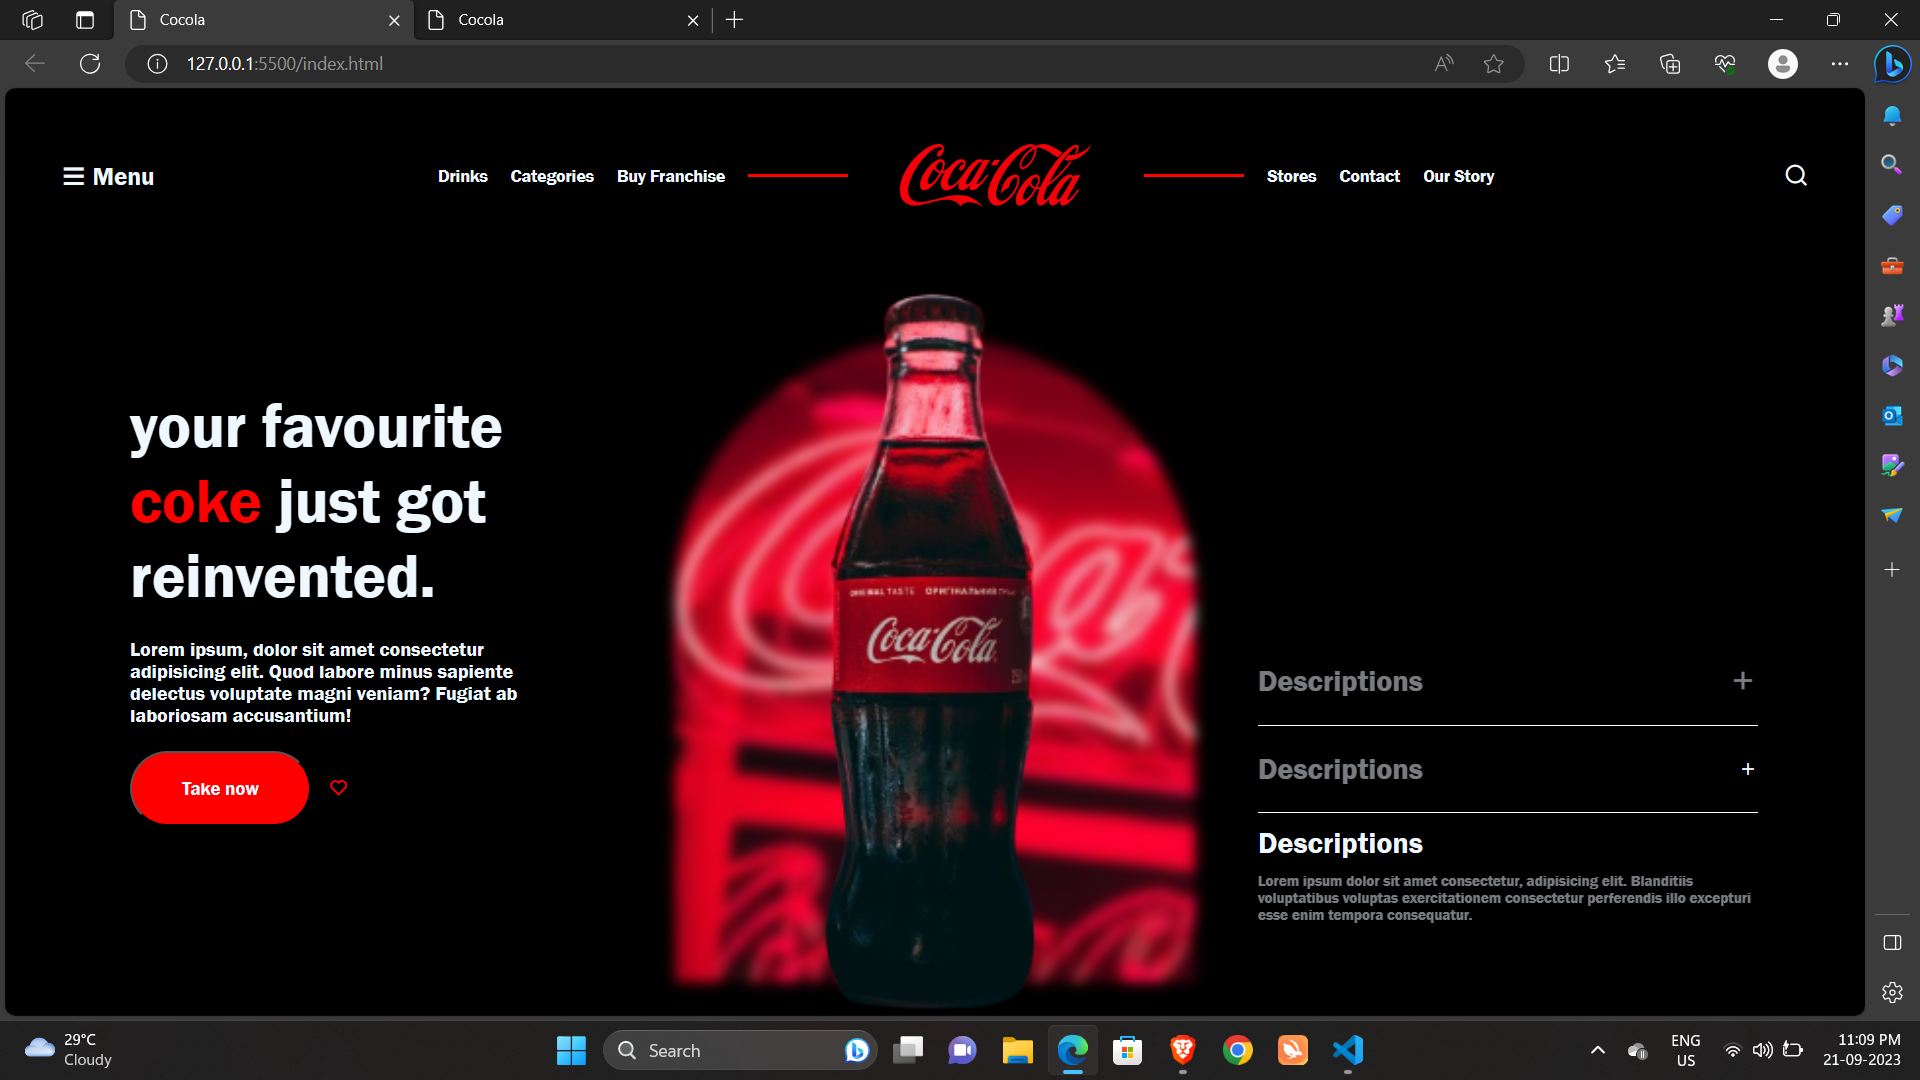 Cocola
Cocola
127.0.0.1:5500/index.html
Menu
Drinks
Categories
Buy Franchise
Coca-Cola
Stores
Contact
Our Story
your favourite
coke just got
reinvented.
Lorem ipsum, dolor sit amet consectetur
adipisicing elit. Quod labore minus sapiente
delectus voluptate magni veniam? Fugiat ab
laboriosam accusantium!
Take now
TASTE
Coca-Cola
Descriptions +
Descriptions +
Descriptions
Lorem ipsum dolor sit amet consectetur, adipisicing elit. Blanditiis
voluptatibus voluptas exercitationem consectetur perferendis illo excepturi
esse enim tempora consequatur.
29°C
Cloudy
Search
ENG
US
11:09 PM
21-09-2023